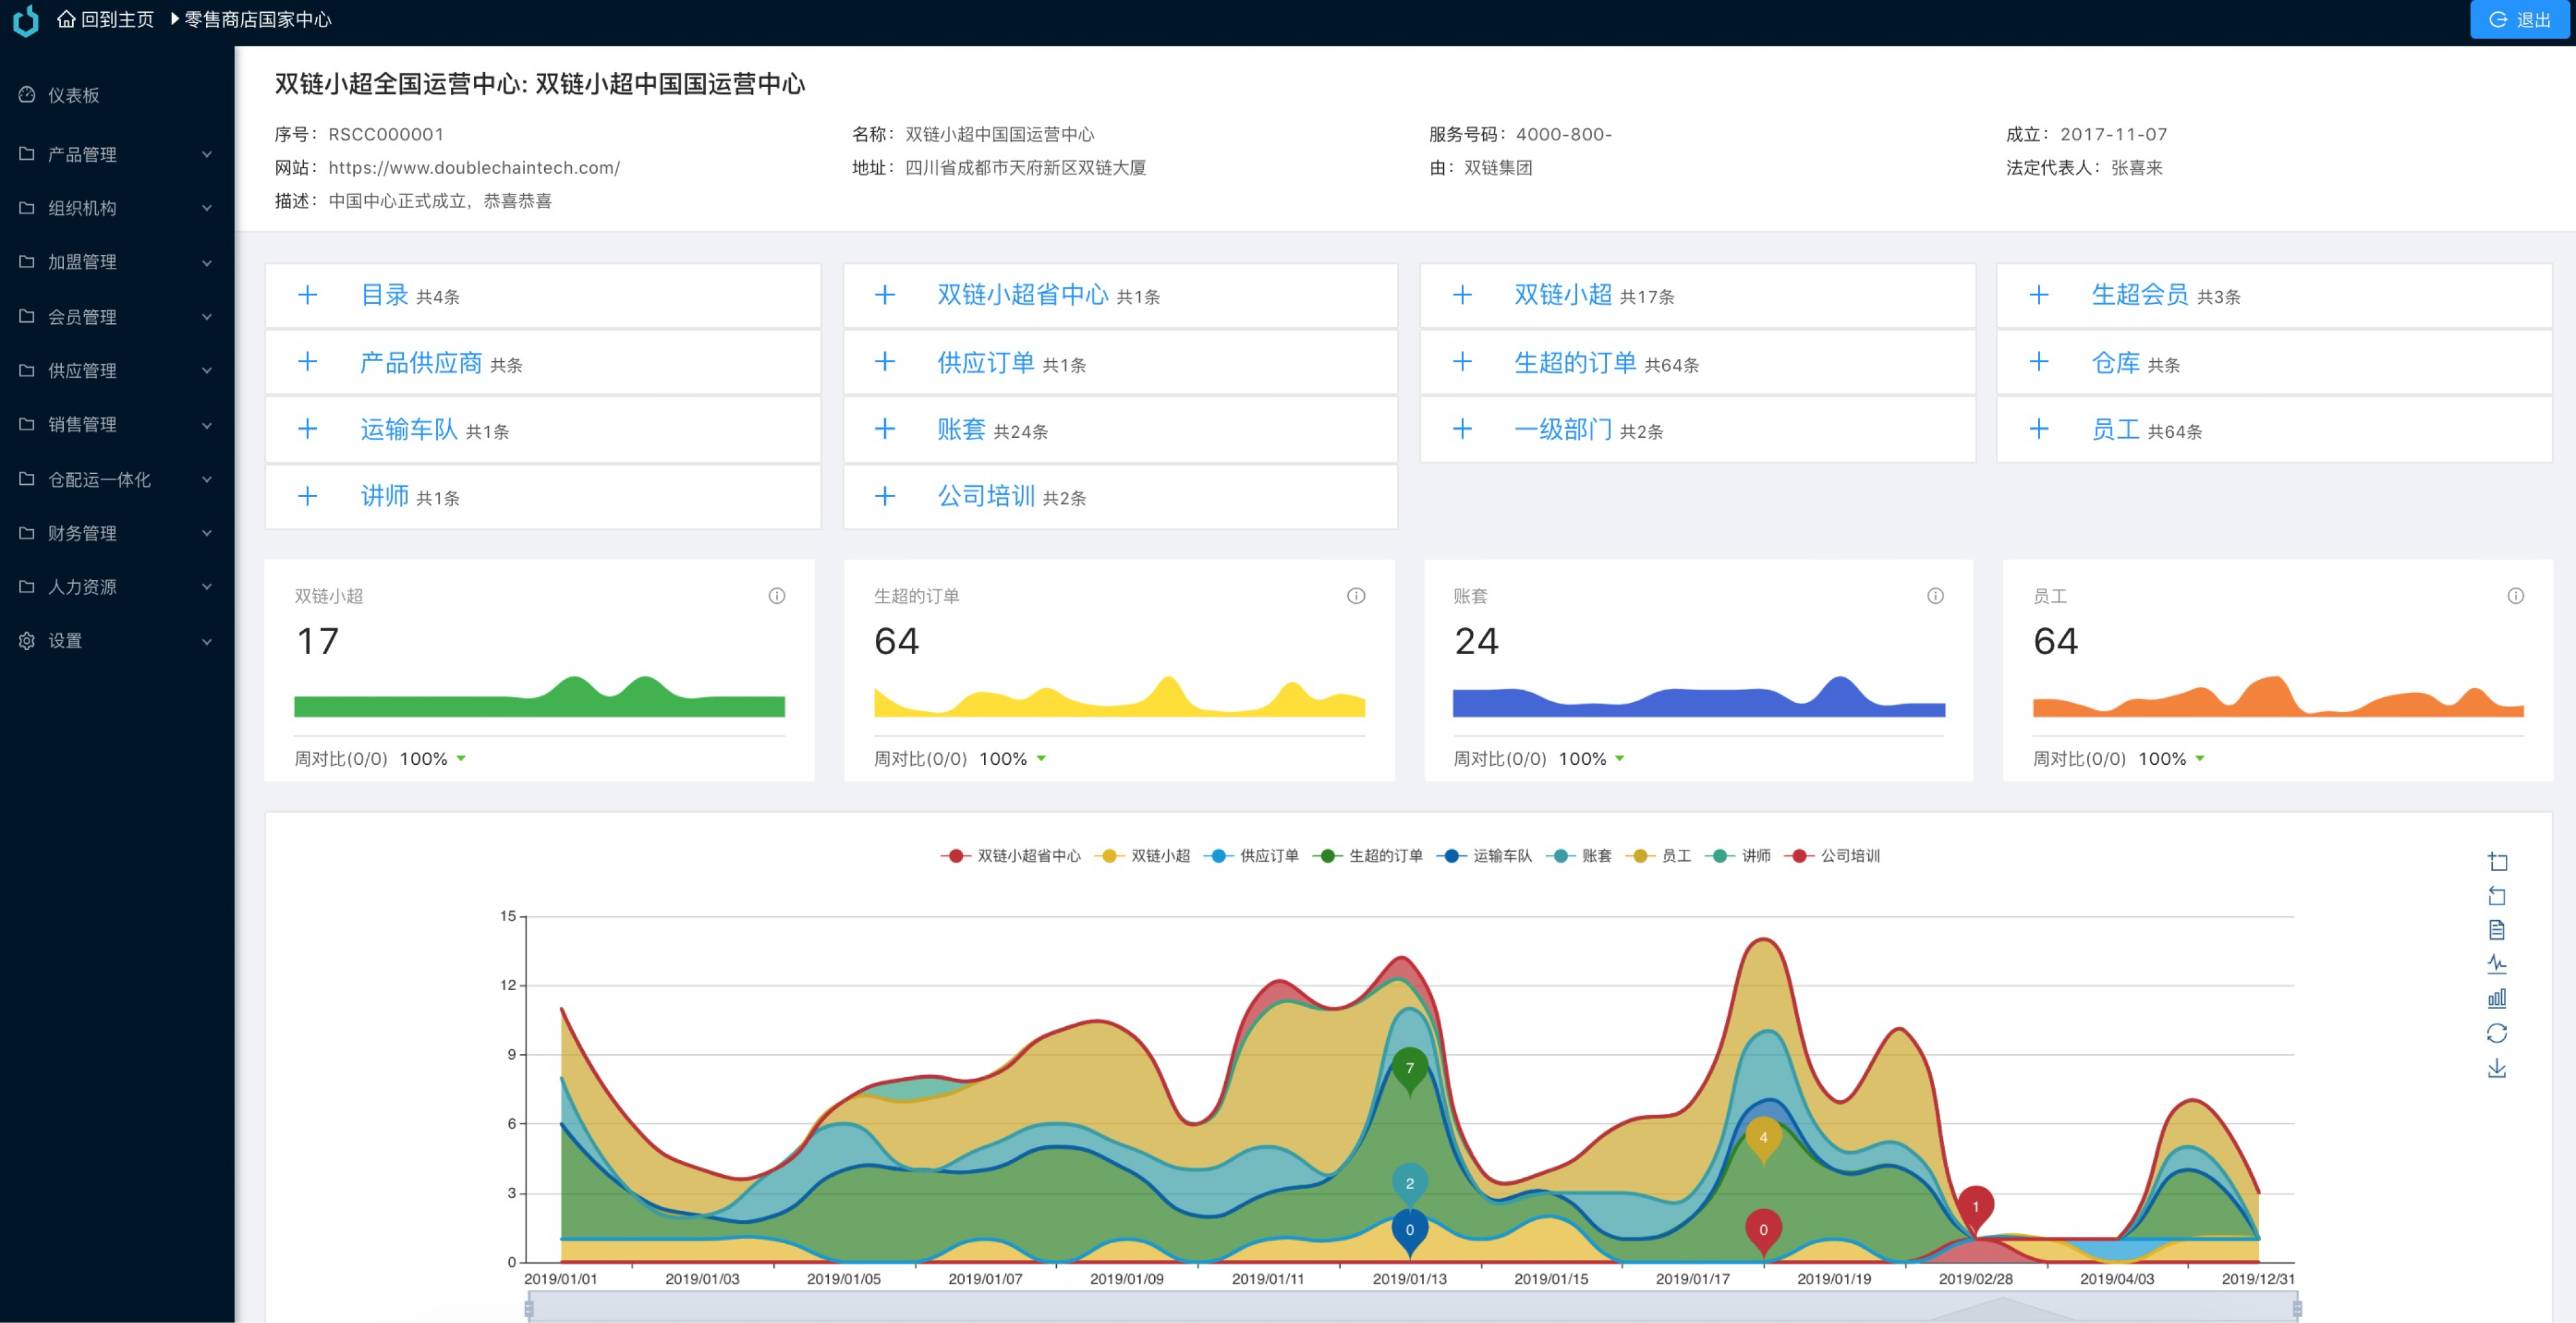 回到主页 零售商店国家中心 退出
仪表板
产品管理
组织机构
加盟管理
会员管理
供应管理
销售管理
仓配运一体化
财务管理
人力资源
设置
双链小超全国运营中心: 双链小超中国国运营中心
序号： RSCC000001 名称： 双链小超中国国运营中心 服务号码： 4000-800- 成立： 2017-11-07
网站： https://www.doublechaintech.com/ 地址： 四川省成都市天府新区双链大厦 由： 双链集团 法定代表人： 张喜来
描述： 中国中心正式成立，恭喜恭喜
目录 共4条 双链小超省中心 共1条 双链小超 共17条 生超会员 共3条
产品供应商 共条 供应订单 共1条 生超的订单 共64条 仓库 共条
运输车队 共1条 账套 共24条 一级部门 共2条 员工 共64条
讲师 共1条 公司培训 共2条
双链小超 生超的订单 账套 员工
17 64 24 64
周对比(0/0) 100% 周对比(0/0) 100% 周对比(0/0) 100% 周对比(0/0) 100%
双链小超省中心 双链小超 供应订单 生超的订单 运输车队 账套 员工 讲师 公司培训
15
12
9
7
6
4
3
2
1
0 0
0
2019/01/01 2019/01/03 2019/01/05 2019/01/07 2019/01/09 2019/01/11 2019/01/13 2019/01/15 2019/01/17 2019/01/19 2019/02/28 2019/04/03 2019/12/31